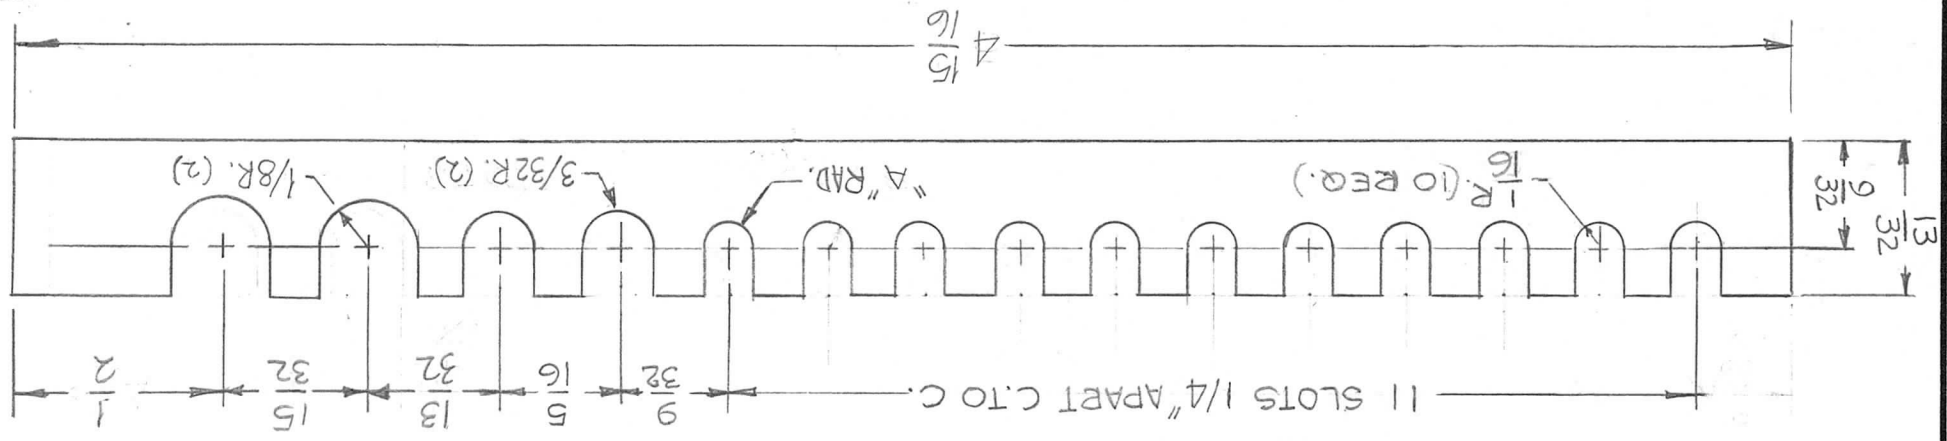 11 SLOTS 1/4" APART C.TO C.
9/32
5/16
13/32
15/32
1/2
13/32
9/32
1/16 R. (10 REQ.)
"A" RAD.
3/32R. (2)
1/8R. (2)
4 15/16